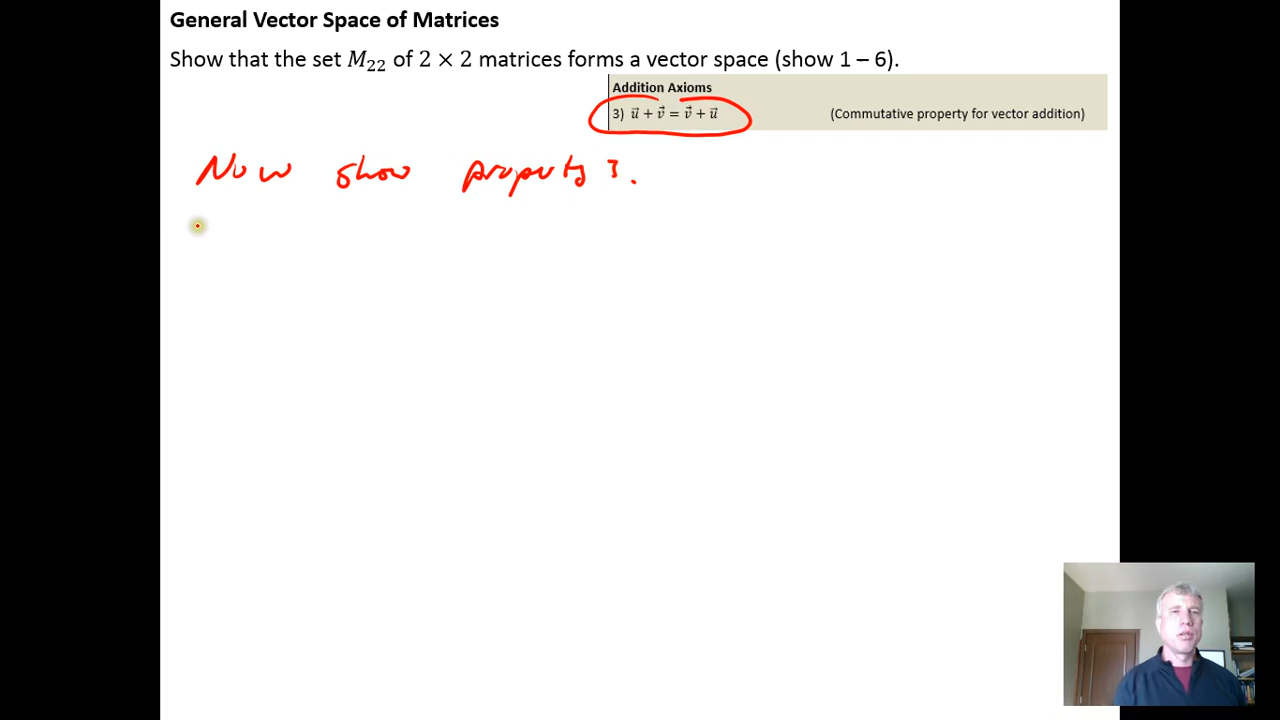 General Vector Space of Matrices
Show that the set M₂₂ of 2 × 2 matrices forms a vector space (show 1 – 6).
Addition Axioms
3) u⃗ + v⃗ = v⃗ + u⃗ (Commutative property for vector addition)
Now show property 3.